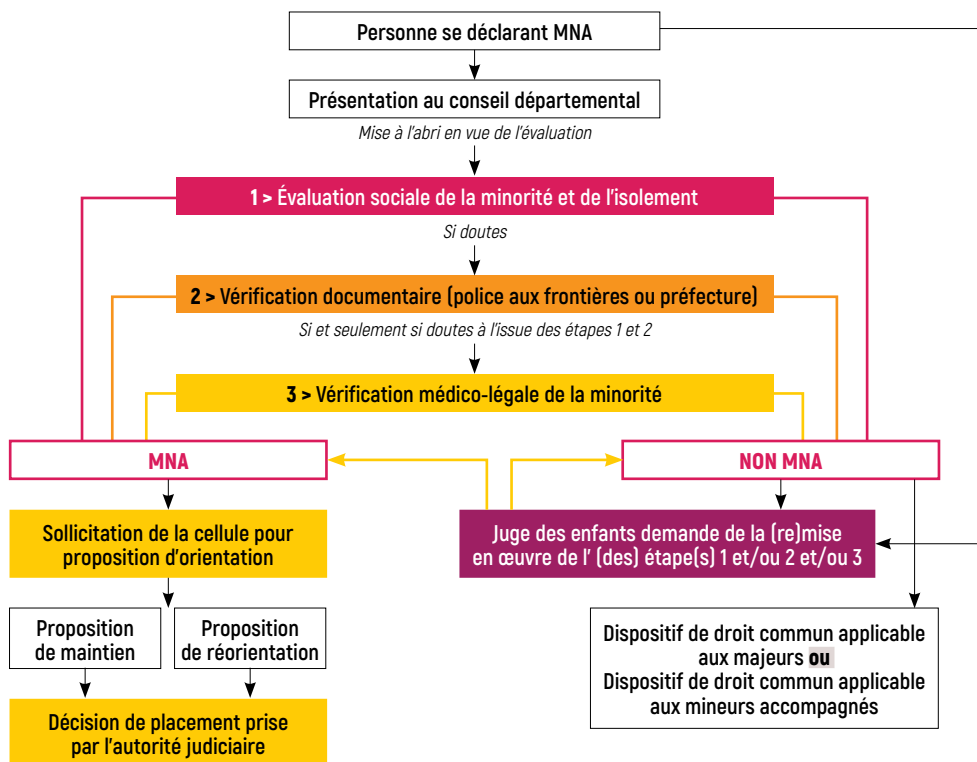 Personne se déclarant MNA
Présentation au conseil départemental
Mise à l'abri en vue de l'évaluation
1 > Évaluation sociale de la minorité et de l'isolement
Si doutes
2 > Vérification documentaire (police aux frontières ou préfecture)
Si et seulement si doutes à l'issue des étapes 1 et 2
3 > Vérification médico-légale de la minorité
MNA
NON MNA
Sollicitation de la cellule pour
proposition d'orientation
Juge des enfants demande de la (re)mise
en œuvre de l' (des) étape(s) 1 et/ou 2 et/ou 3
Proposition
de maintien
Proposition
de réorientation
Dispositif de droit commun applicable
aux majeurs ou
Dispositif de droit commun applicable
aux mineurs accompagnés
Décision de placement prise
par l'autorité judiciaire